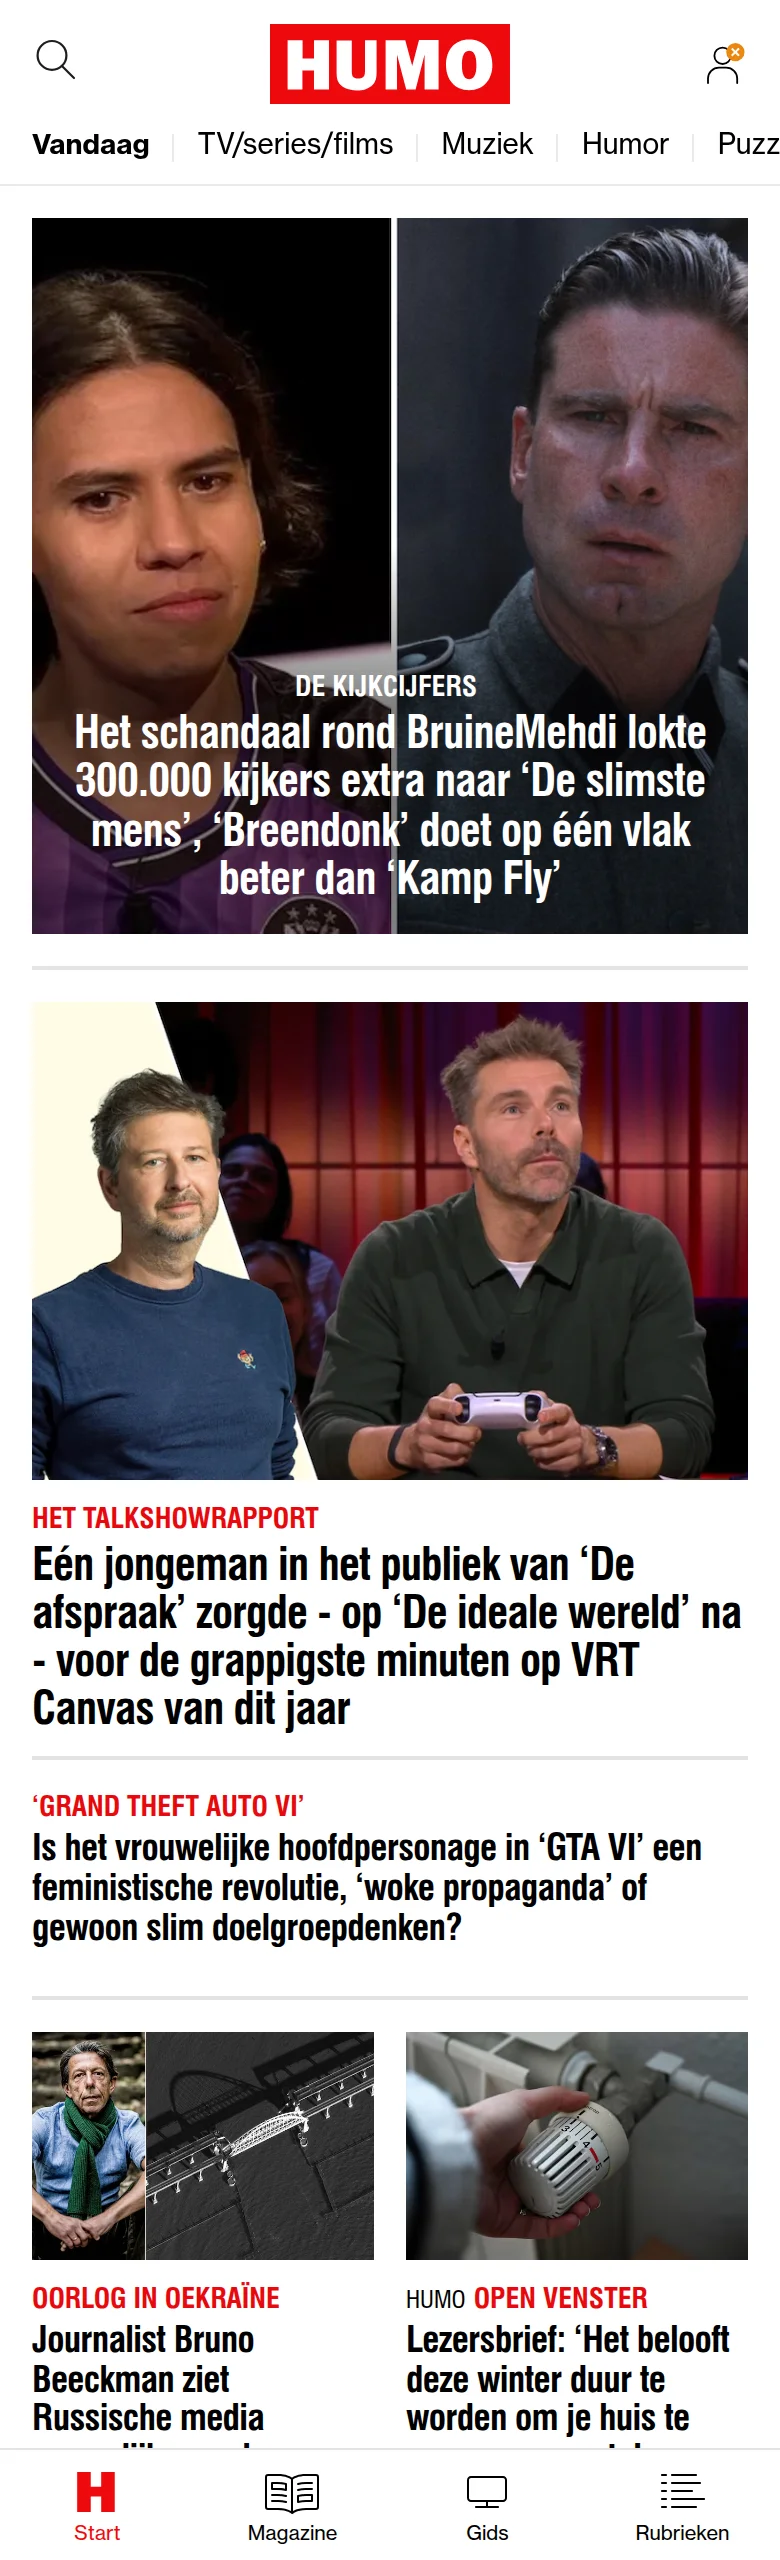 HUMO
Vandaag
TV/series/films
Muziek
Humor
Puzz
DE KIJKCIJFERS
Het schandaal rond BruineMehdi lokte
300.000 kijkers extra naar ‘De slimste
mens’, ‘Breendonk’ doet op één vlak
beter dan ‘Kamp Fly’
HET TALKSHOWRAPPORT
Eén jongeman in het publiek van ‘De
afspraak’ zorgde - op ‘De ideale wereld’ na
- voor de grappigste minuten op VRT
Canvas van dit jaar
‘GRAND THEFT AUTO VI’
Is het vrouwelijke hoofdpersonage in ‘GTA VI’ een
feministische revolutie, ‘woke propaganda’ of
gewoon slim doelgroepdenken?
3 4 5
OORLOG IN OEKRAÏNE
Journalist Bruno
Beeckman ziet
Russische media
HUMO OPEN VENSTER
Lezersbrief: ‘Het belooft
deze winter duur te
worden om je huis te
H
Start
Magazine
Gids
Rubrieken